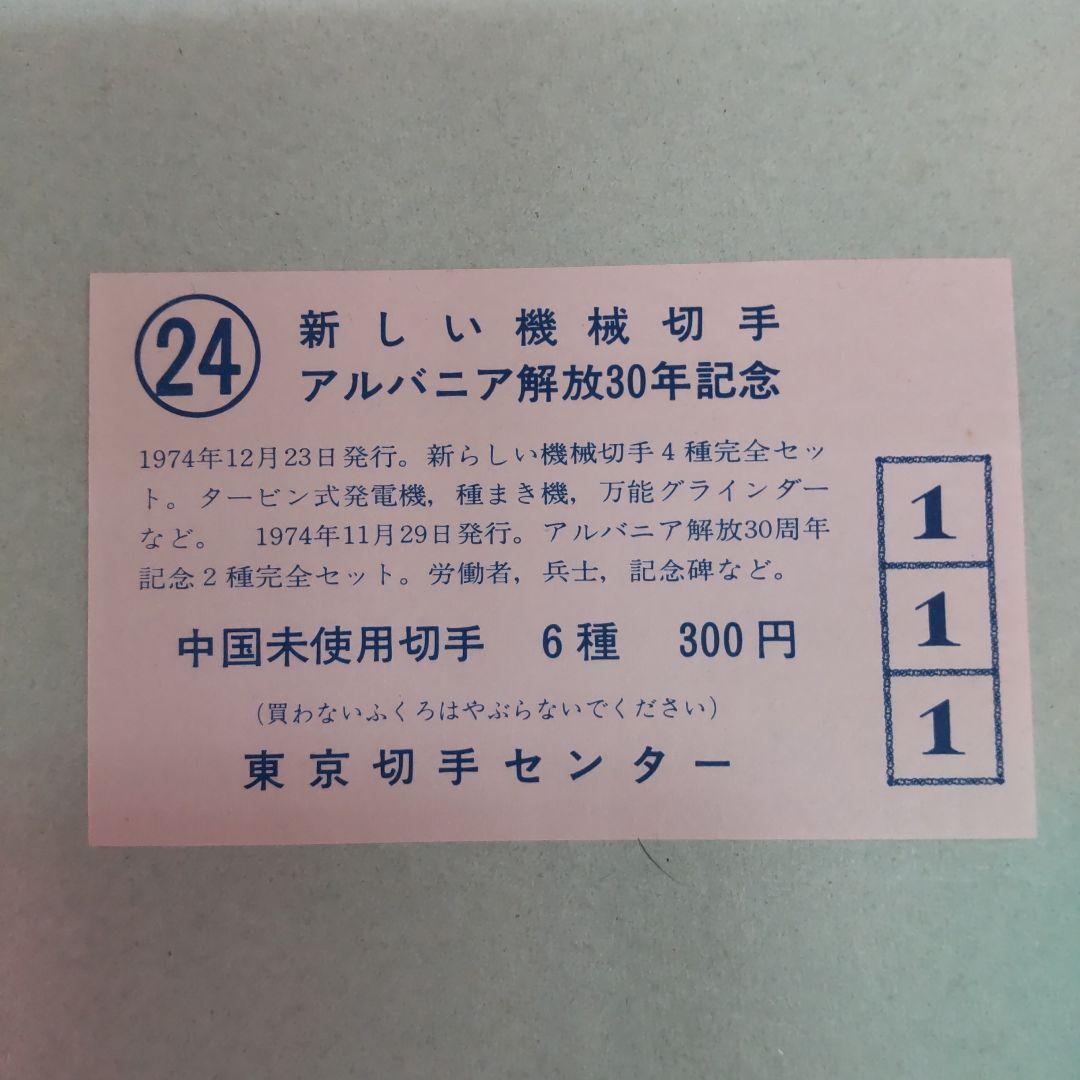 24
新しい機械切手
アルバニア解放30年記念
1974年12月23日発行。新らしい機械切手4種完全セッ
ト。タービン式発電機,種まき機,万能グラインダー
など。 1974年11月29日発行。アルバニア解放30周年
記念2種完全セット。労働者,兵士,記念碑など。
中国未使用切手 6種 300円
(買わないふくろはやぶらないでください)
東京切手センター
1
1
1